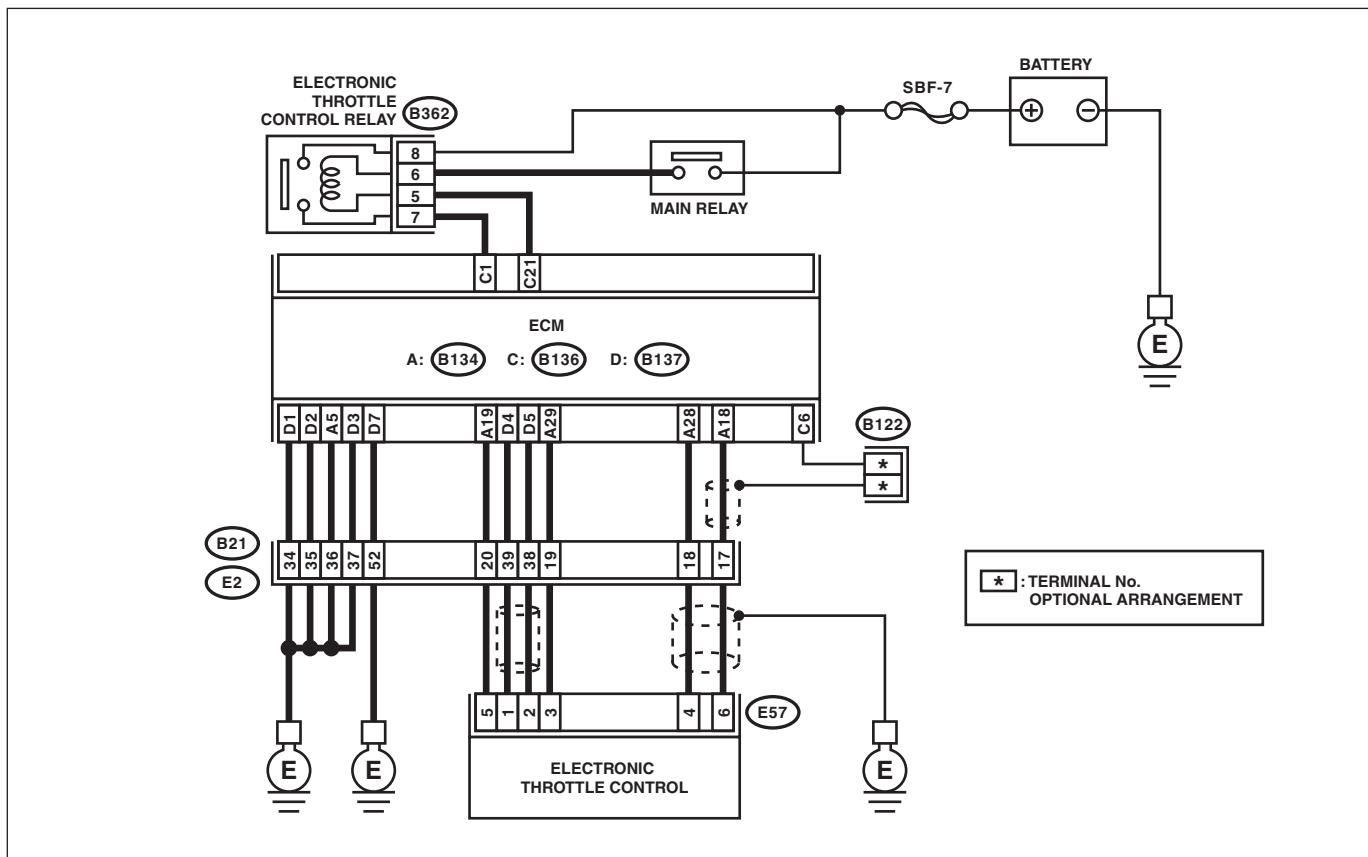 BATTERY
SBF-7
+ −
ELECTRONIC
THROTTLE
CONTROL RELAY
B362
8
6
5
7
MAIN RELAY
E
C1 C21
ECM
A: B134 C: B136 D: B137
D1 D2 A5 D3 D7 A19 D4 D5 A29 A28 A18 C6
B122
*
*
B21
E2
34 35 36 37 52 20 39 38 19 18 17
* : TERMINAL No.
OPTIONAL ARRANGEMENT
5 1 2 3 4 6
E57
E E E
ELECTRONIC
THROTTLE CONTROL